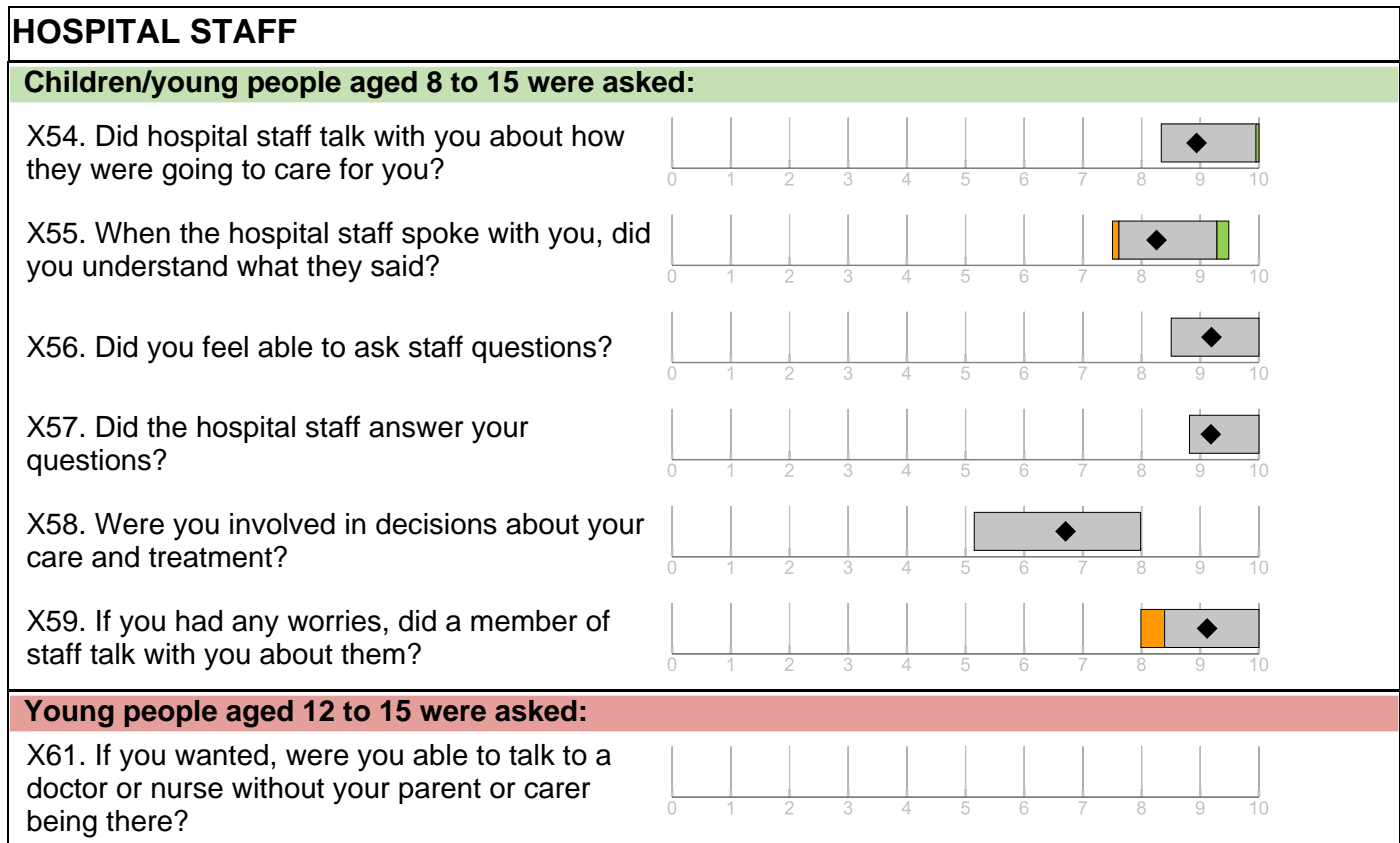 HOSPITAL STAFF
Children/young people aged 8 to 15 were asked:
X54. Did hospital staff talk with you about how
they were going to care for you?
0 1 2 3 4 5 6 7 8 9 10
X55. When the hospital staff spoke with you, did
you understand what they said?
0 1 2 3 4 5 6 7 8 9 10
X56. Did you feel able to ask staff questions?
0 1 2 3 4 5 6 7 8 9 10
X57. Did the hospital staff answer your
questions?
0 1 2 3 4 5 6 7 8 9 10
X58. Were you involved in decisions about your
care and treatment?
0 1 2 3 4 5 6 7 8 9 10
X59. If you had any worries, did a member of
staff talk with you about them?
0 1 2 3 4 5 6 7 8 9 10
Young people aged 12 to 15 were asked:
X61. If you wanted, were you able to talk to a
doctor or nurse without your parent or carer
being there?
0 1 2 3 4 5 6 7 8 9 10